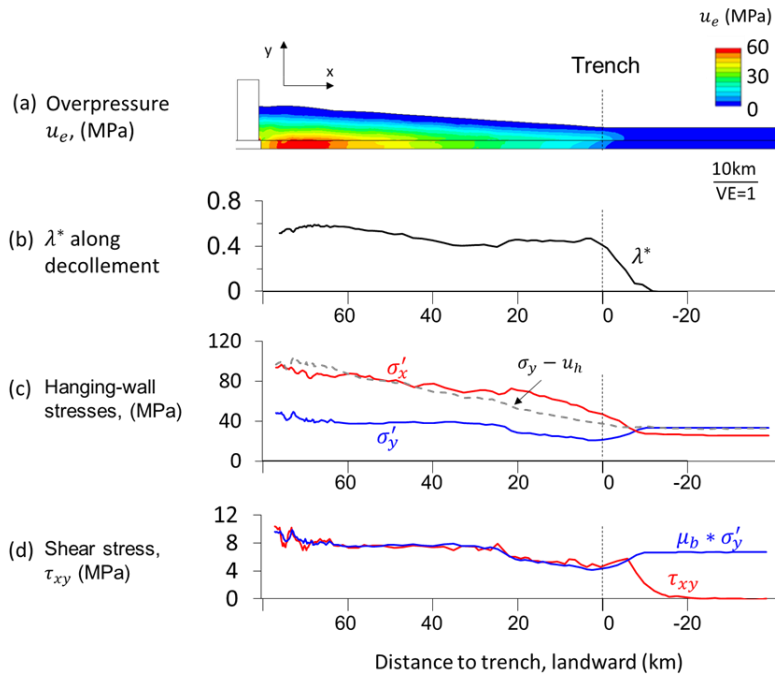 u_e (MPa)
60
30
0
y
x
Trench
(a) Overpressure
u_e, (MPa)
10km
VE=1
(b) λ* along
decollement
0.8
0.4
0
λ*
60 40 20 0 -20
(c) Hanging-wall
stresses, (MPa)
120
80
40
0
σ′_x
σ_y − u_h
σ′_y
60 40 20 0 -20
(d) Shear stress,
τ_xy (MPa)
12
8
4
0
μ_b * σ′_y
τ_xy
60 40 20 0 -20
Distance to trench, landward (km)